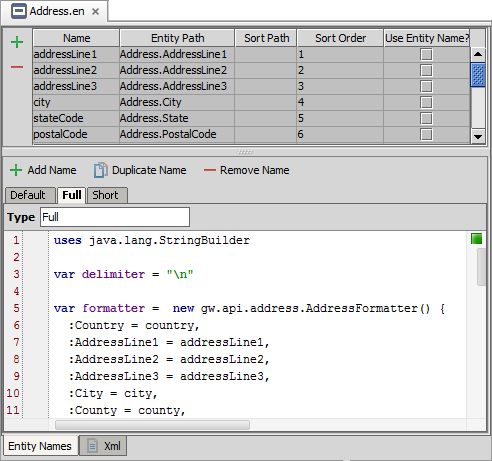 Address.en
Name Entity Path Sort Path Sort Order Use Entity Name?
addressLine1 Address.AddressLine1 1
addressLine2 Address.AddressLine2 2
addressLine3 Address.AddressLine3 3
city Address.City 4
stateCode Address.State 5
postalCode Address.PostalCode 6
Add Name Duplicate Name Remove Name
Default Full Short
Type Full
1 uses java.lang.StringBuilder
2
3 var delimiter = "\n"
4
5 var formatter = new gw.api.address.AddressFormatter() {
6 :Country = country,
7 :AddressLine1 = addressLine1,
8 :AddressLine2 = addressLine2,
9 :AddressLine3 = addressLine3,
10 :City = city,
11 :County = county,
Entity Names Xml